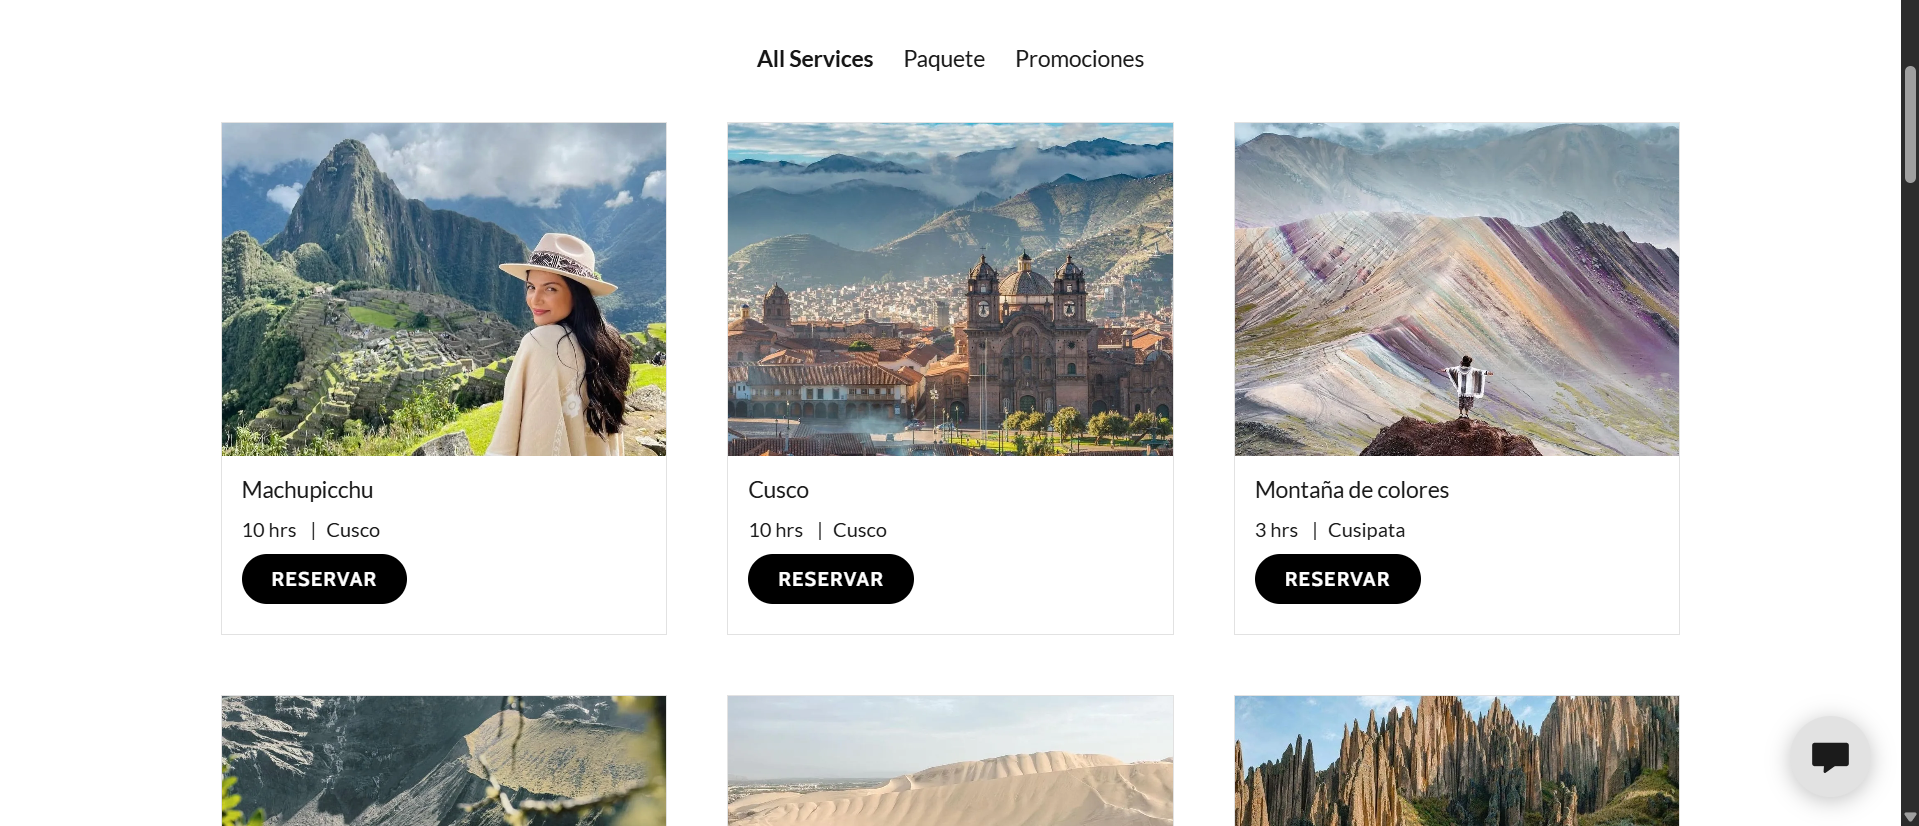 All Services Paquete Promociones
Machupicchu
10 hrs | Cusco
RESERVAR
Cusco
10 hrs | Cusco
RESERVAR
Montaña de colores
3 hrs | Cusipata
RESERVAR